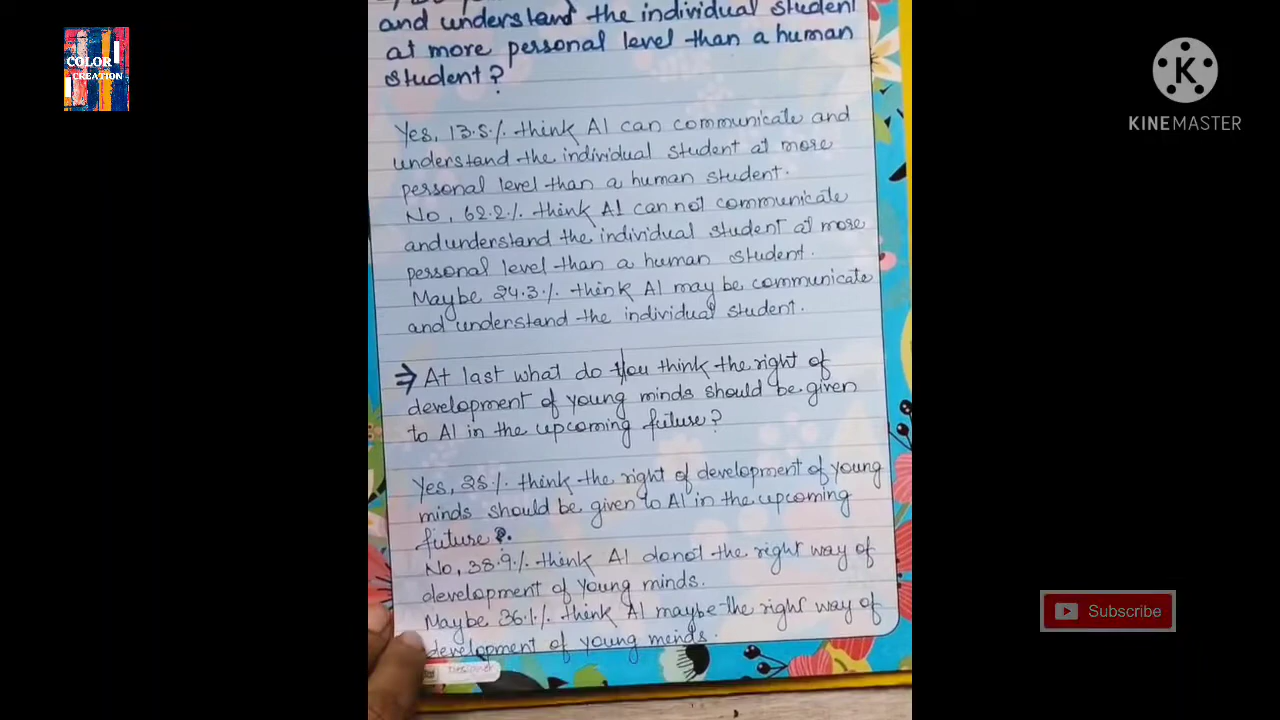 COLOR
CREATION
K
KINEMASTER
and understand the individual student
at more personal level than a human
student?
Yes, 13.5% think AI can communicate and
understand the individual student at more
personal level than a human student.
No, 62.2% think AI can not communicate
and understand the individual student at more
personal level than a human student.
Maybe 24.3% think AI may be communicate
and understand the individual student.
⇒ At last what do you think the right of
development of young minds should be given
to AI in the upcoming future?
Yes, 25% think the right of development of young
minds should be given to AI in the upcoming
future.
No, 38.9% think AI donot the right way of
development of young minds.
Maybe 36.1% think AI maybe the right way of
development of young minds.
Designer
Subscribe